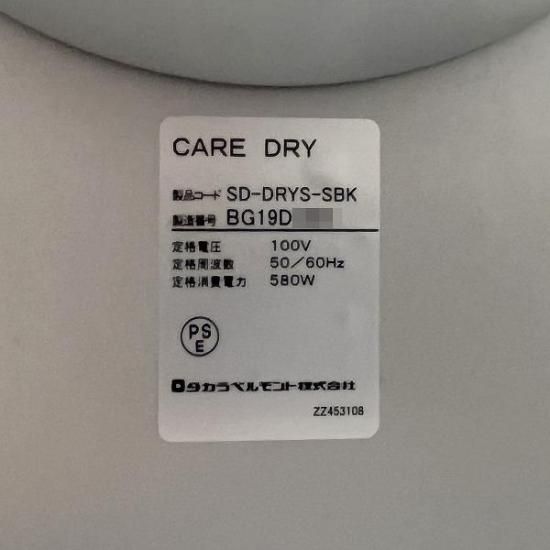 CARE DRY
製品コード SD-DRYS-SBK
製造番号 BG19D
定格電圧 100V
定格周波数 50/60Hz
定格消費電力 580W
PS
E
タカラベルモント株式会社
ZZ453108